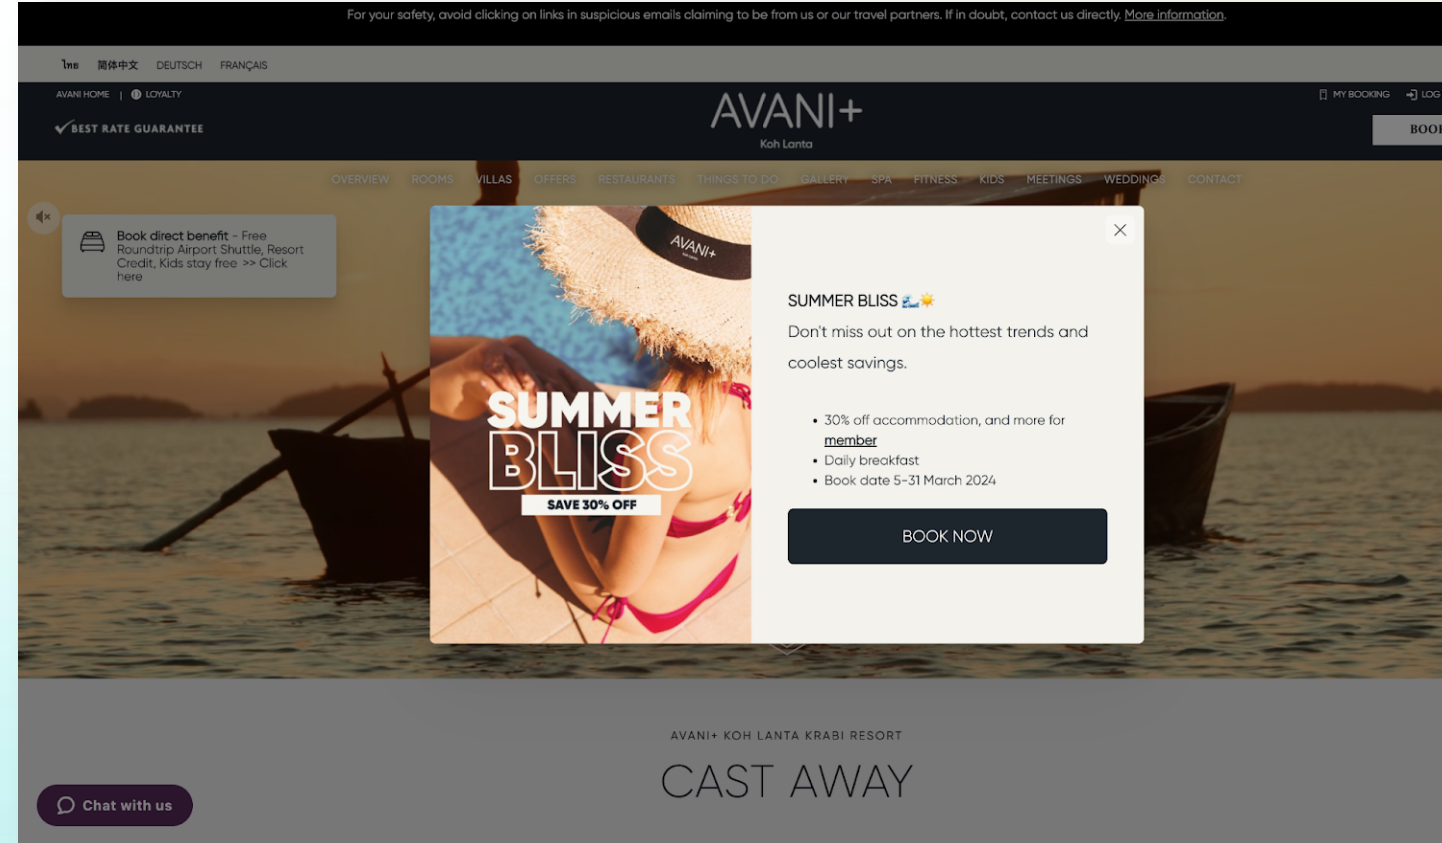 For your safety, avoid clicking on links in suspicious emails claiming to be from us or our travel partners. If in doubt, contact us directly. More information.
ไทย 简体中文 DEUTSCH FRANÇAIS
AVANI HOME | LOYALTY
MY BOOKING LOG
AVANI+
Koh Lanta
BEST RATE GUARANTEE
BOOK
OVERVIEW ROOMS VILLAS OFFERS RESTAURANTS THINGS TO DO GALLERY SPA FITNESS KIDS MEETINGS WEDDINGS CONTACT
Book direct benefit - Free
Roundtrip Airport Shuttle, Resort
Credit, Kids stay free >> Click
here
AVANI+
SUMMER
BLISS
SAVE 30% OFF
SUMMER BLISS 🌊☀️
Don't miss out on the hottest trends and
coolest savings.
• 30% off accommodation, and more for
member
• Daily breakfast
• Book date 5-31 March 2024
BOOK NOW
AVANI+ KOH LANTA KRABI RESORT
CAST AWAY
Chat with us